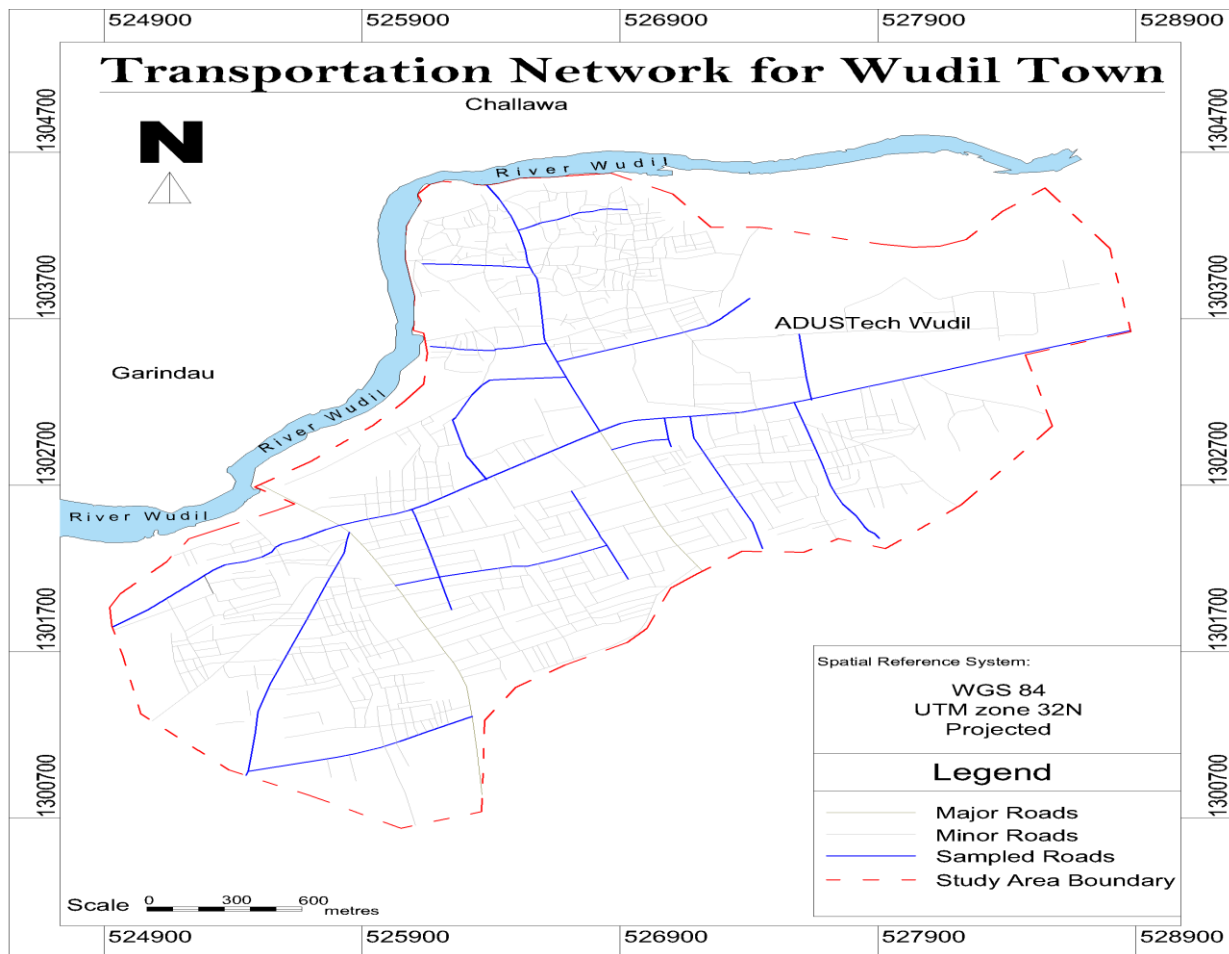 524900 525900 526900 527900 528900
Transportation Network for Wudil Town
Challawa
1304700 1304700
N
River Wudil
1303700 1303700
ADUSTech Wudil
Garindau
River Wudil
1302700 1302700
River Wudil
1301700 1301700
Spatial Reference System:
WGS 84
UTM zone 32N
Projected
Legend
1300700 1300700
Major Roads
Minor Roads
Sampled Roads
Study Area Boundary
Scale 0 300 600 metres
524900 525900 526900 527900 528900